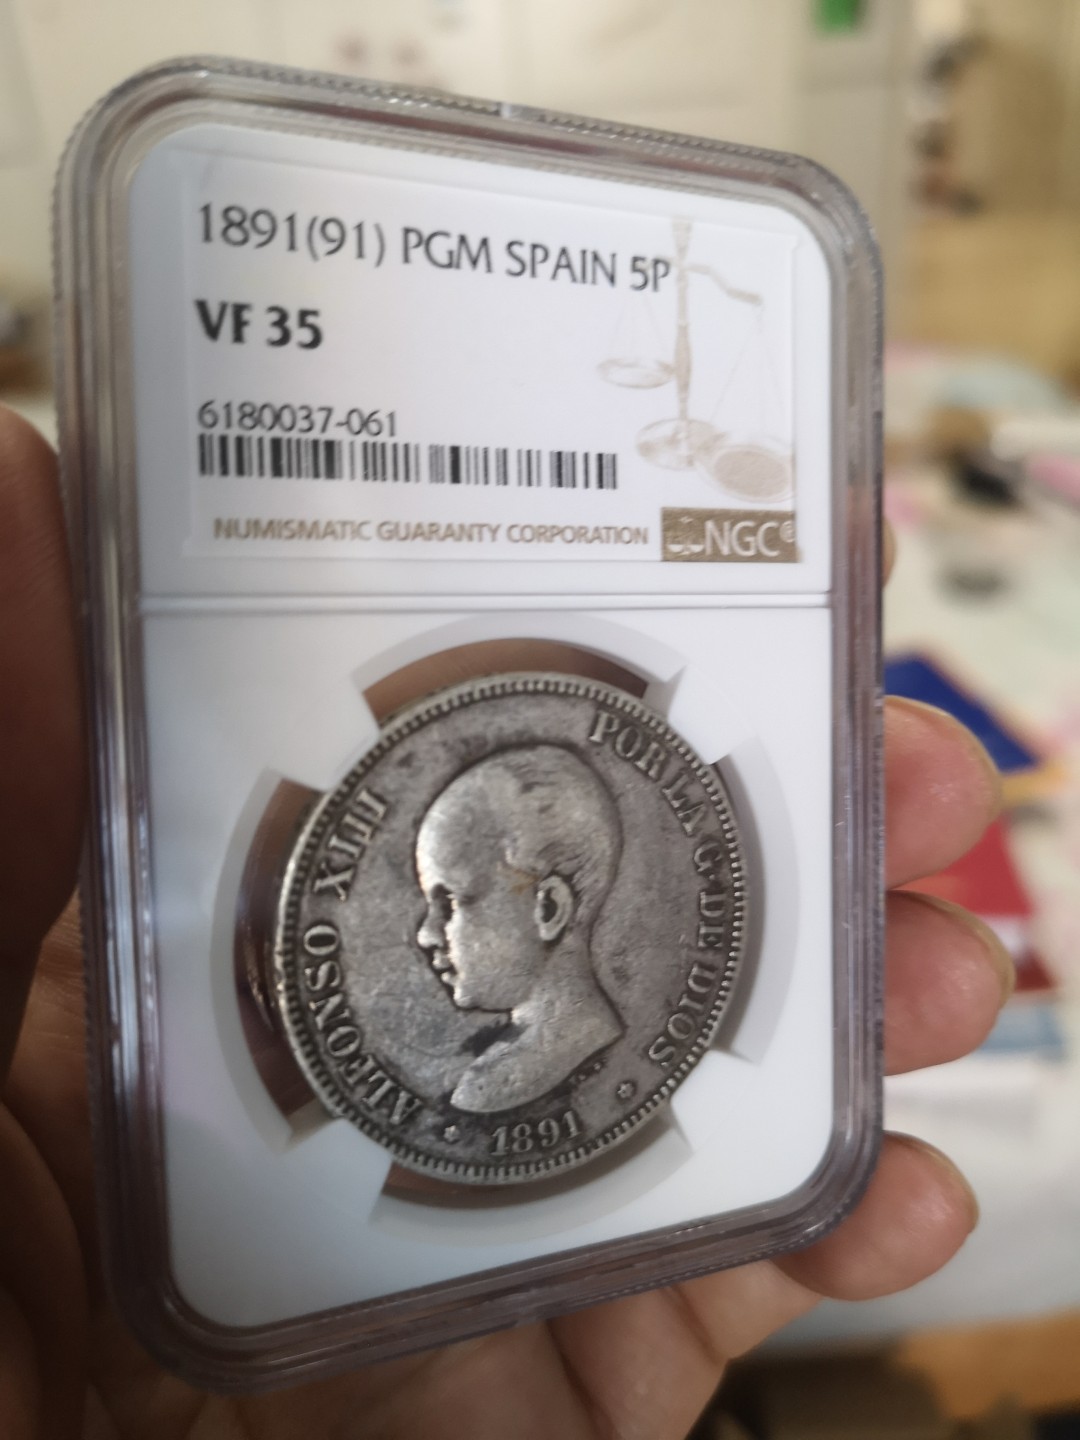 1891(91) PGM SPAIN 5P
VF 35
6180037-061
NUMISMATIC GUARANTY CORPORATION
NGC®
ALFONSO XIII
POR LA G·DE DIOS
* 1891 *